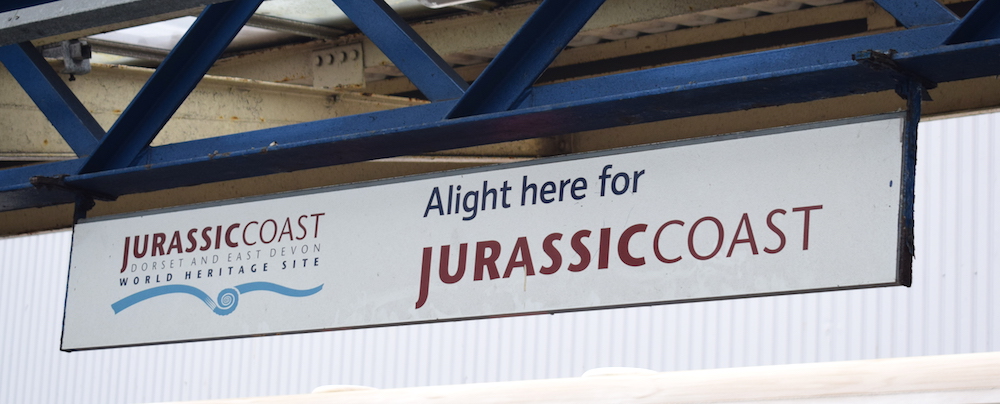 JURASSICCOAST
DORSET AND EAST DEVON
WORLD HERITAGE SITE
Alight here for
JURASSICCOAST